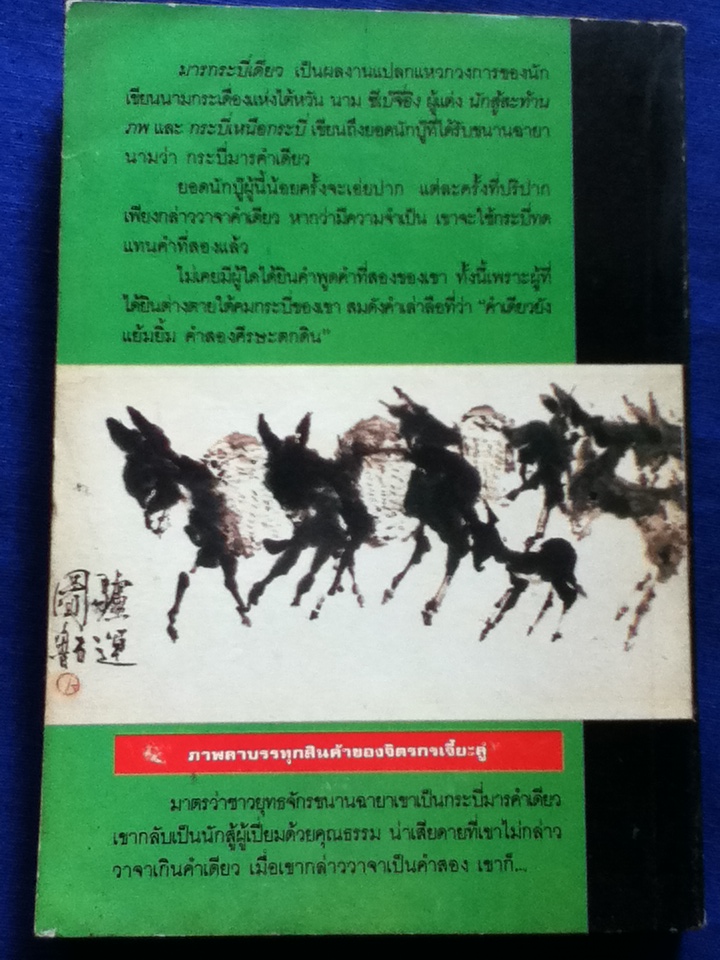 มารกระบี่เดียว เป็นผลงานแปลกแหวกวงการของนัก
เขียนนามกระเดื่องแห่งไต้หวัน นาม ซีเบ๊จี่อิง ผู้แต่ง นักสู้สะท้าน
ภพ และ กระบี่เหนือกระบี่ เขียนถึงยอดนักบู๊ที่ได้รับขนานฉายา
นามว่า กระบี่มารคำเดียว
ยอดนักบู๊ผู้นี้น้อยครั้งจะเอ่ยปาก แต่ละครั้งที่ปริปาก
เพียงกล่าววาจาคำเดียว หากว่ามีความจำเป็น เขาจะใช้กระบี่ทด
แทนคำที่สองแล้ว
ไม่เคยมีผู้ใดได้ยินคำพูดคำที่สองของเขา ทั้งนี้เพราะผู้ที่
ได้ยินต่างตายใต้คมกระบี่ของเขา สมดังคำเล่าลือที่ว่า "คำเดียวยัง
แย้มยิ้ม คำสองศีรษะตกดิน"
驢運
圖
ภาพลาบรรทุกสินค้าของจิตรกรเจี้ยะลู่
มาตรว่าชาวยุทธจักรขนานฉายาเขาเป็นกระบี่มารคำเดียว
เขากลับเป็นนักสู้ผู้เปี่ยมด้วยคุณธรรม น่าเสียดายที่เขาไม่กล่าว
วาจาเกินคำเดียว เมื่อเขากล่าววาจาเป็นคำสอง เขาก็...